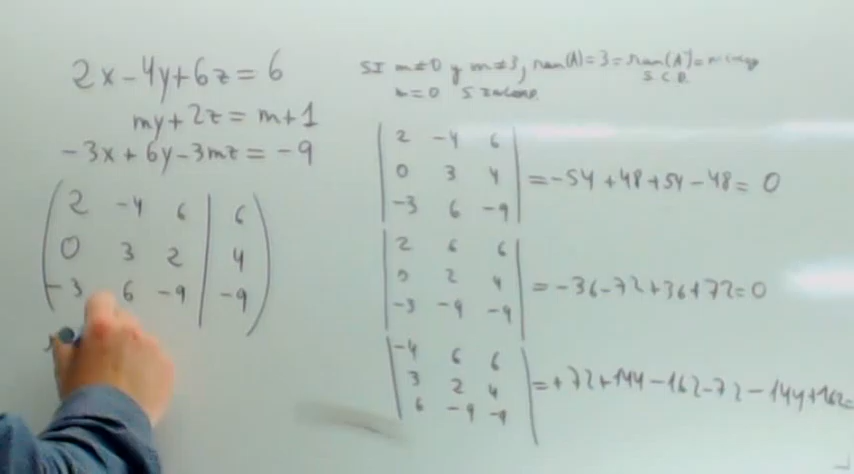 2x-4y+6z=6
my+2z=m+1
-3x+6y-3mz=-9
2 -4 6 | 6
0 3 2 | 4
-3 6 -9 | -9
SI m≠0 y m≠3, ran(A)=3=ran(A')=
S.C.D.
m=0
2 -4 6
0 3 4 =-54+48+54-48=0
-3 6 -9
2 6 6
0 2 4 =-36-72+36+72=0
-3 -9 -9
-4 6 6
3 2 4 =+72+144-162-72-144+162=
6 -9 -9